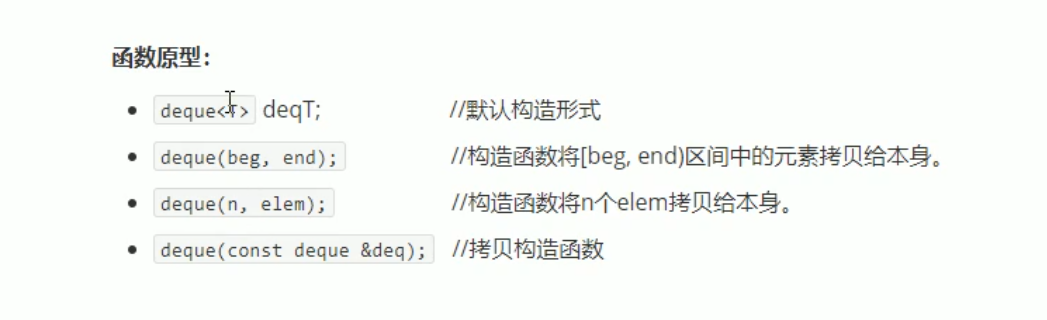 函数原型：
deque<T> deqT; //默认构造形式
deque(beg, end); //构造函数将[beg, end)区间中的元素拷贝给本身。
deque(n, elem); //构造函数将n个elem拷贝给本身。
deque(const deque &deq); //拷贝构造函数